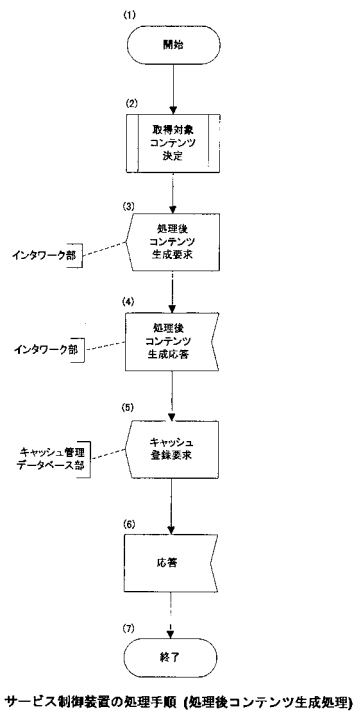 (1)
開始
(2)
取得対象
コンテンツ
決定
(3)
処理後
コンテンツ
生成要求
インタワーク部
(4)
処理後
コンテンツ
生成応答
インタワーク部
(5)
キャッシュ
登録要求
キャッシュ管理
データベース部
(6)
応答
(7)
終了
サービス制御装置の処理手順 (処理後コンテンツ生成処理)